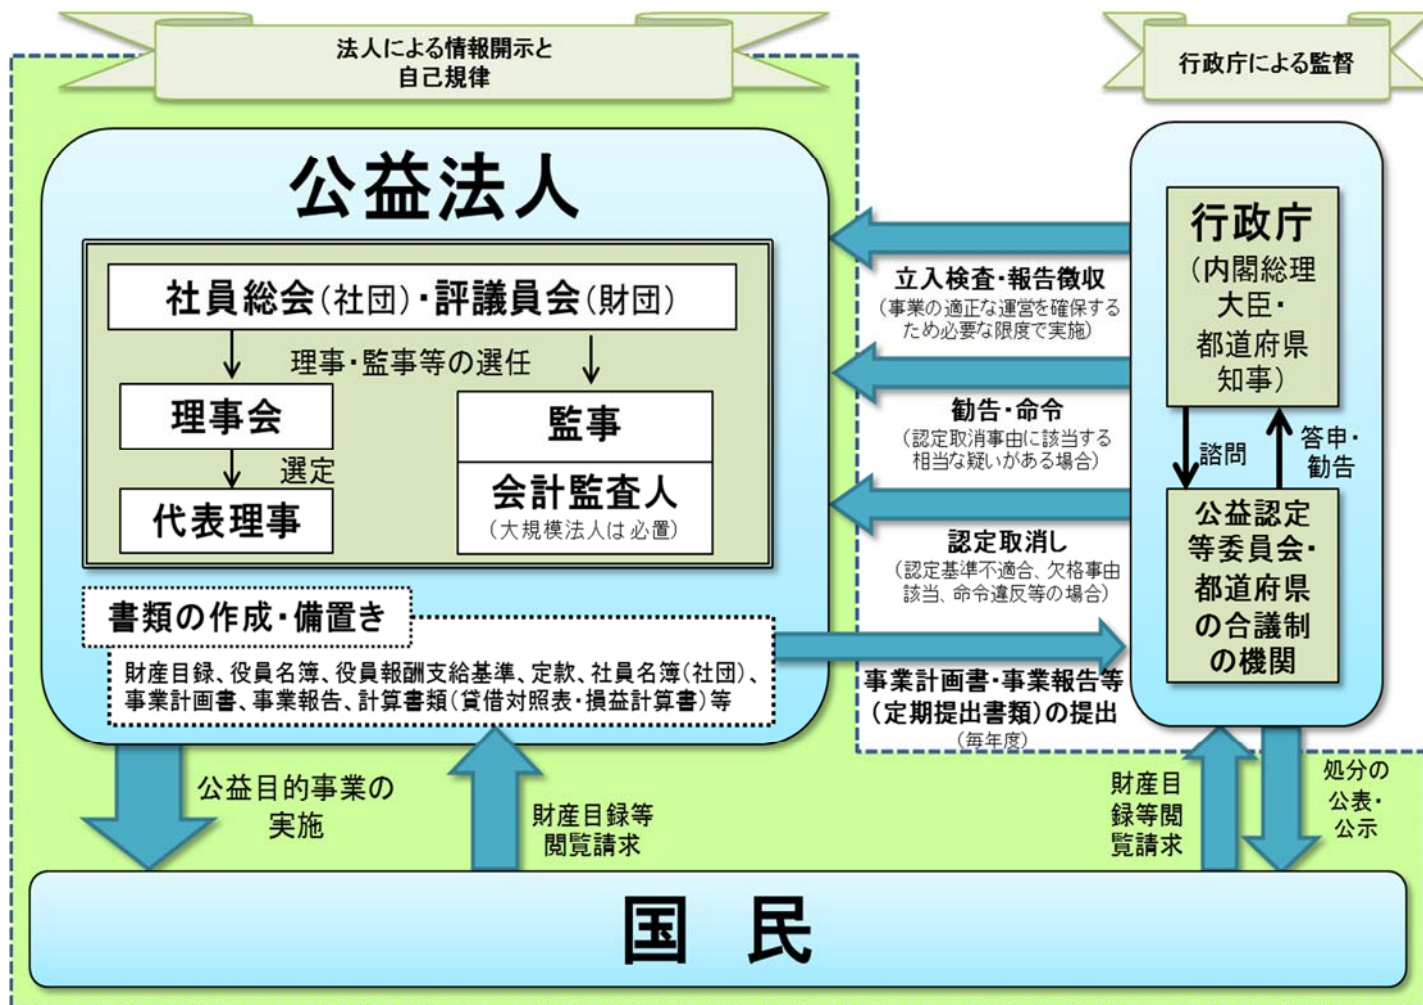 法人による情報開示と
自己規律
行政庁による監督
公益法人
社員総会(社団)・評議員会(財団)
理事・監事等の選任
理事会
選定
代表理事
監事
会計監査人
(大規模法人は必置)
書類の作成・備置き
財産目録、役員名簿、役員報酬支給基準、定款、社員名簿(社団)、
事業計画書、事業報告、計算書類(貸借対照表・損益計算書)等
立入検査・報告徴収
(事業の適正な運営を確保する
ため必要な限度で実施)
勧告・命令
(認定取消事由に該当する
相当な疑いがある場合)
認定取消し
(認定基準不適合、欠格事由
該当、命令違反等の場合)
事業計画書・事業報告等
(定期提出書類)の提出
(毎年度)
行政庁
(内閣総理
大臣・
都道府県
知事)
諮問
答申・
勧告
公益認定
等委員会・
都道府県
の合議制
の機関
公益目的事業の
実施
財産目録等
閲覧請求
財産目
録等閲
覧請求
処分の
公表・
公示
国民